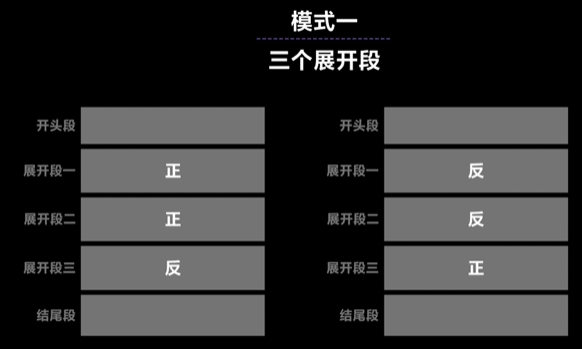 模式一
三个展开段
开头段
展开段一 正
展开段二 正
展开段三 反
结尾段
开头段
展开段一 反
展开段二 反
展开段三 正
结尾段